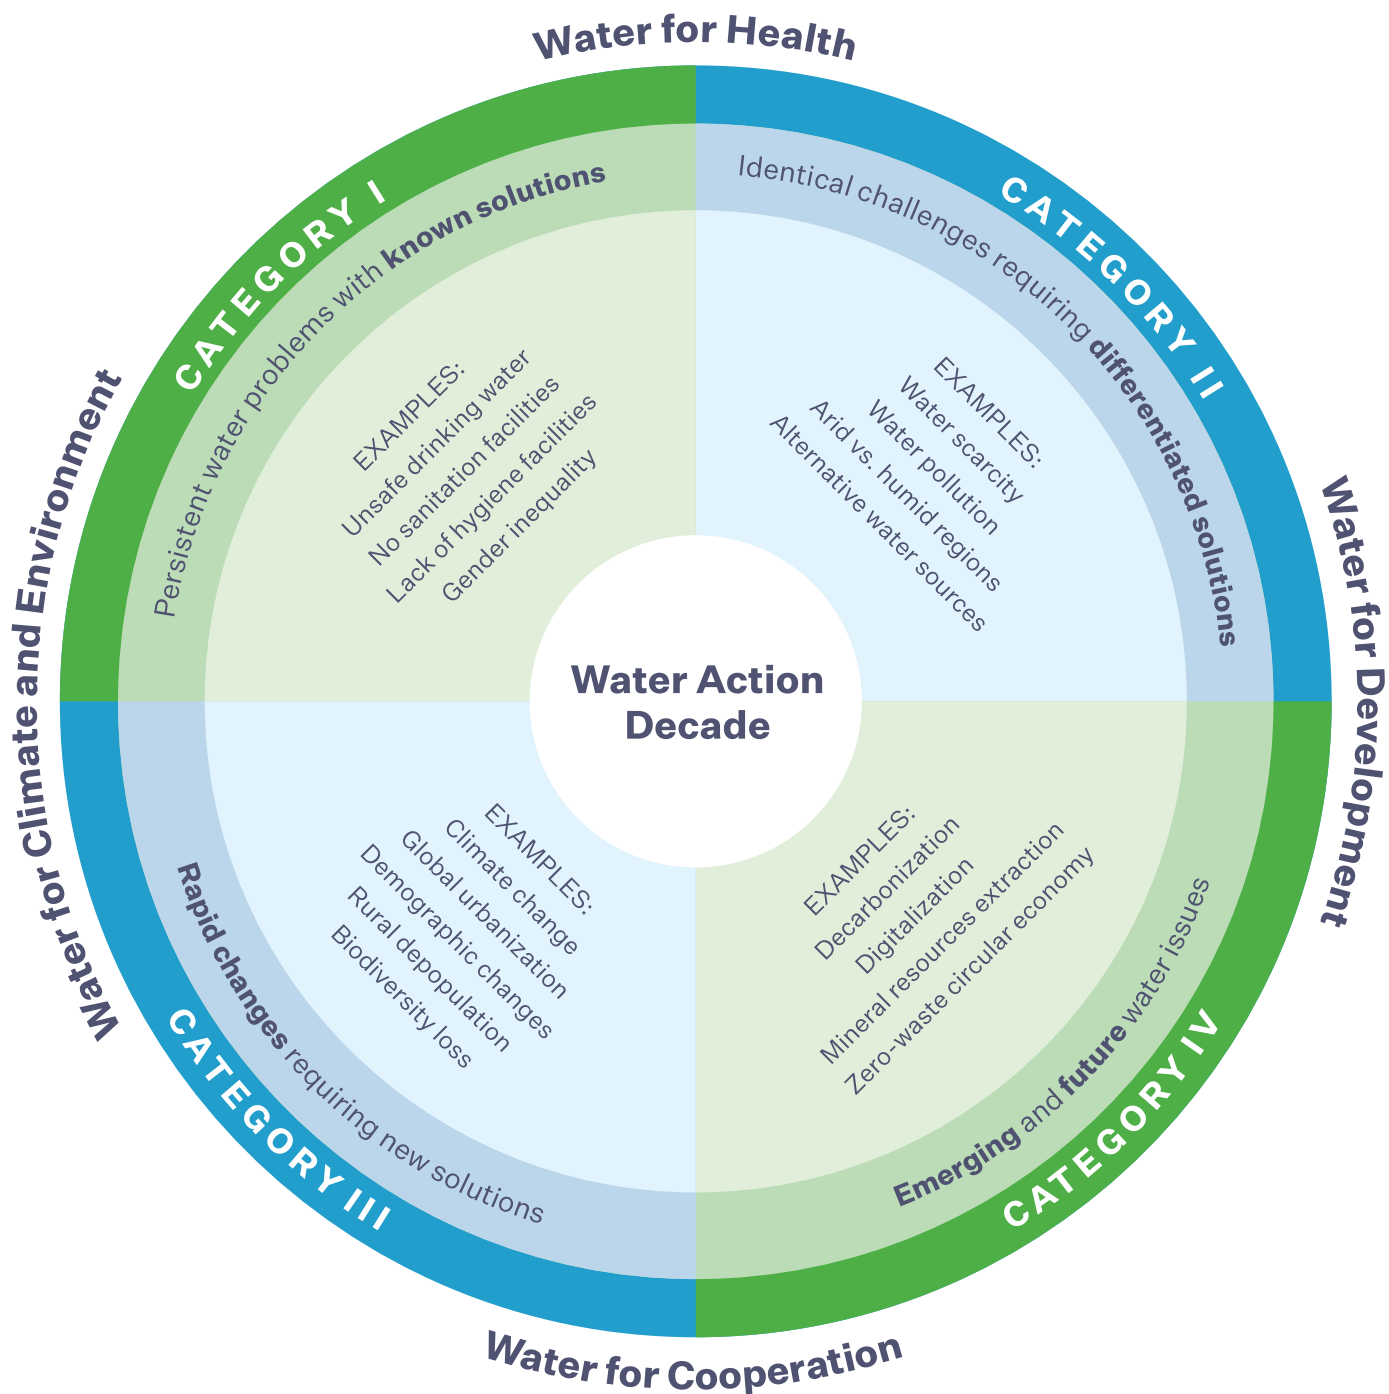 Water for Health
CATEGORY I
Persistent water problems with known solutions
EXAMPLES:
Unsafe drinking water
No sanitation facilities
Lack of hygiene facilities
Gender inequality
CATEGORY II
Identical challenges requiring differentiated solutions
EXAMPLES:
Water scarcity
Water pollution
Arid vs. humid regions
Alternative water sources
Water for Climate and Environment
Water Action
Decade
Water for Development
CATEGORY III
Rapid changes requiring new solutions
EXAMPLES:
Climate change
Global urbanization
Demographic changes
Rural depopulation
Biodiversity loss
CATEGORY IV
Emerging and future water issues
EXAMPLES:
Decarbonization
Digitalization
Mineral resources extraction
Zero-waste circular economy
Water for Cooperation